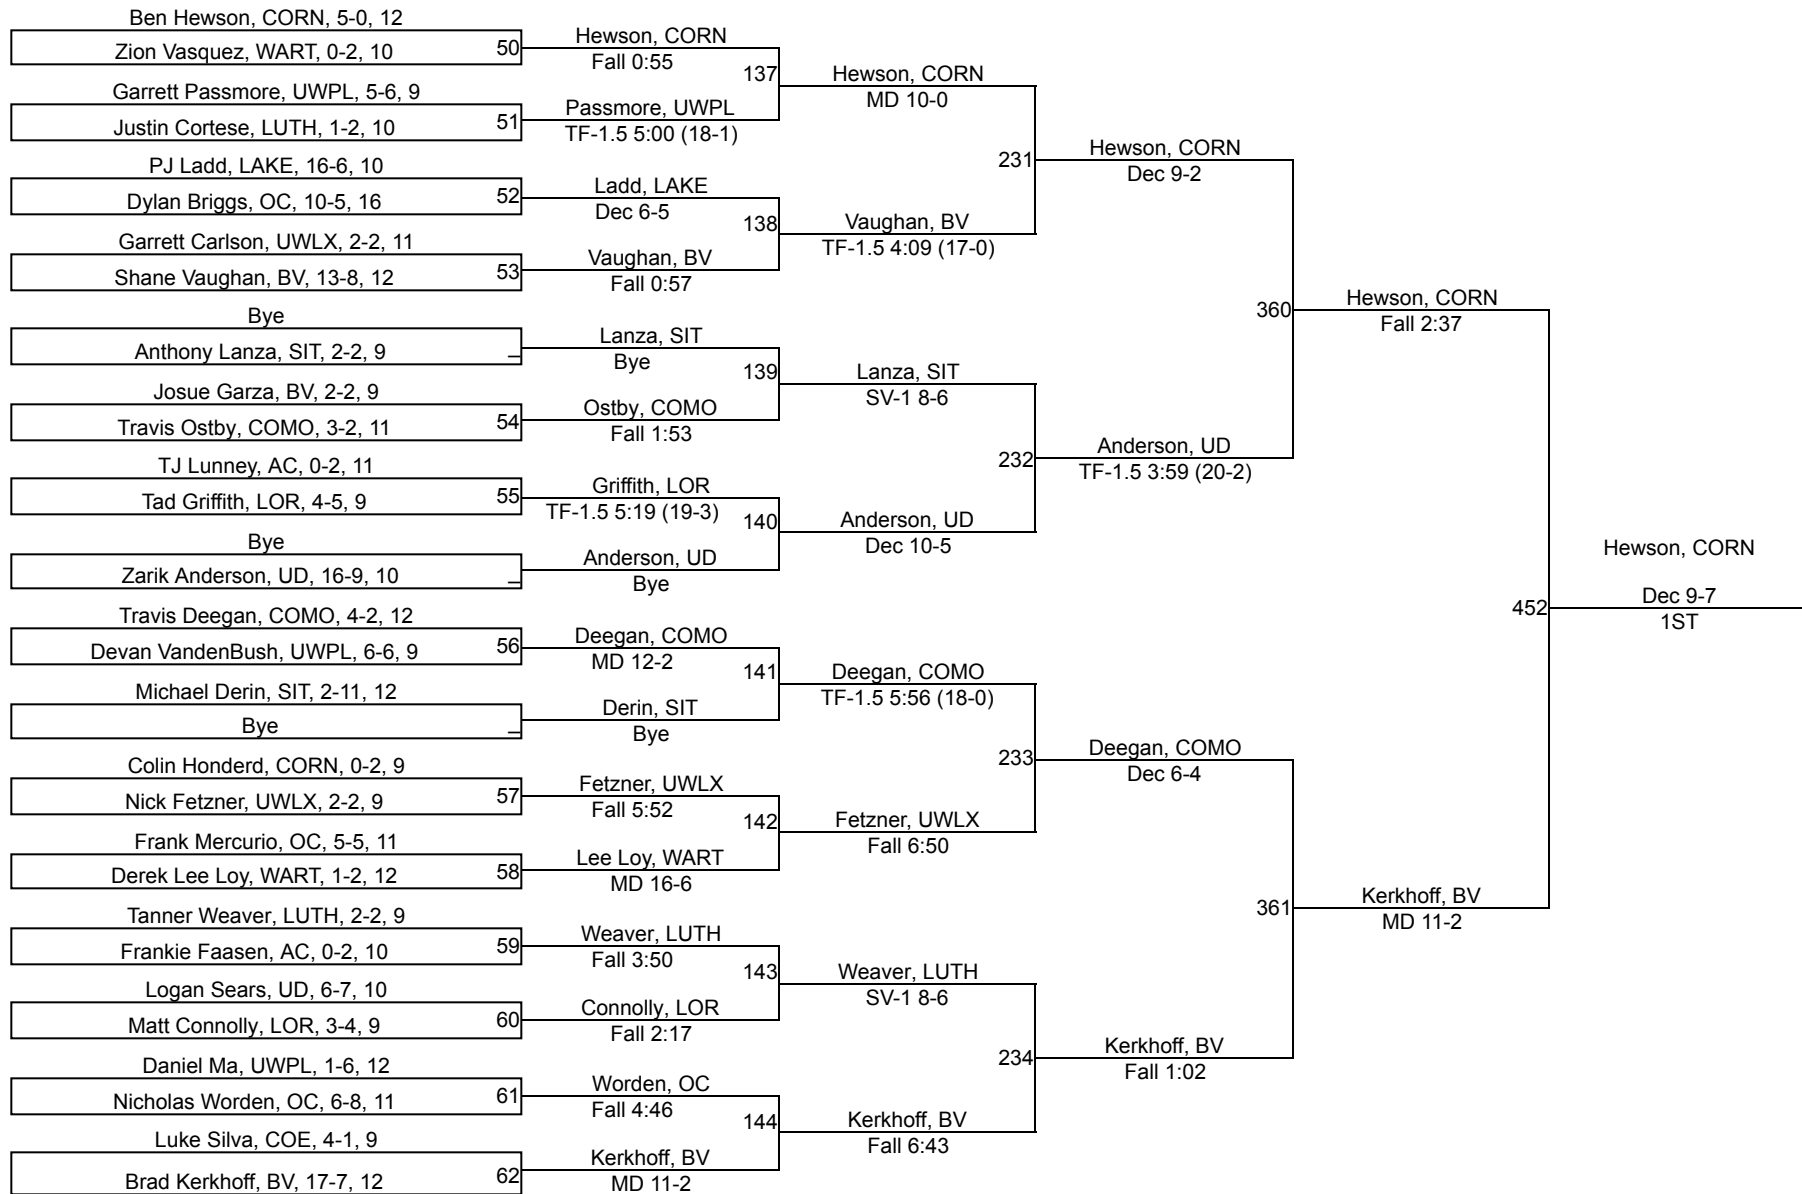 Ben Hewson, CORN, 5-0, 12
Zion Vasquez, WART, 0-2, 10
50
Garrett Passmore, UWPL, 5-6, 9
Justin Cortese, LUTH, 1-2, 10
51
PJ Ladd, LAKE, 16-6, 10
Dylan Briggs, OC, 10-5, 16
52
Garrett Carlson, UWLX, 2-2, 11
Shane Vaughan, BV, 13-8, 12
53
Bye
Anthony Lanza, SIT, 2-2, 9
_
Josue Garza, BV, 2-2, 9
Travis Ostby, COMO, 3-2, 11
54
TJ Lunney, AC, 0-2, 11
Tad Griffith, LOR, 4-5, 9
55
Bye
Zarik Anderson, UD, 16-9, 10
_
Travis Deegan, COMO, 4-2, 12
Devan VandenBush, UWPL, 6-6, 9
56
Michael Derin, SIT, 2-11, 12
Bye
_
Colin Honderd, CORN, 0-2, 9
Nick Fetzner, UWLX, 2-2, 9
57
Frank Mercurio, OC, 5-5, 11
Derek Lee Loy, WART, 1-2, 12
58
Tanner Weaver, LUTH, 2-2, 9
Frankie Faasen, AC, 0-2, 10
59
Logan Sears, UD, 6-7, 10
Matt Connolly, LOR, 3-4, 9
60
Daniel Ma, UWPL, 1-6, 12
Nicholas Worden, OC, 6-8, 11
61
Luke Silva, COE, 4-1, 9
Brad Kerkhoff, BV, 17-7, 12
62
Hewson, CORN
Fall 0:55
137
Passmore, UWPL
TF-1.5 5:00 (18-1)
Ladd, LAKE
Dec 6-5
138
Vaughan, BV
Fall 0:57
Lanza, SIT
Bye
139
Ostby, COMO
Fall 1:53
Griffith, LOR
TF-1.5 5:19 (19-3)
140
Anderson, UD
Bye
Deegan, COMO
MD 12-2
141
Derin, SIT
Bye
Fetzner, UWLX
Fall 5:52
142
Lee Loy, WART
MD 16-6
Weaver, LUTH
Fall 3:50
143
Connolly, LOR
Fall 2:17
Worden, OC
Fall 4:46
144
Kerkhoff, BV
MD 11-2
Hewson, CORN
MD 10-0
231
Vaughan, BV
TF-1.5 4:09 (17-0)
Lanza, SIT
SV-1 8-6
232
Anderson, UD
Dec 10-5
Deegan, COMO
TF-1.5 5:56 (18-0)
233
Fetzner, UWLX
Fall 6:50
Weaver, LUTH
SV-1 8-6
234
Kerkhoff, BV
Fall 6:43
Hewson, CORN
Dec 9-2
360
Anderson, UD
TF-1.5 3:59 (20-2)
Deegan, COMO
Dec 6-4
361
Kerkhoff, BV
Fall 1:02
Hewson, CORN
Fall 2:37
452
Kerkhoff, BV
MD 11-2
Hewson, CORN
Dec 9-7
1ST